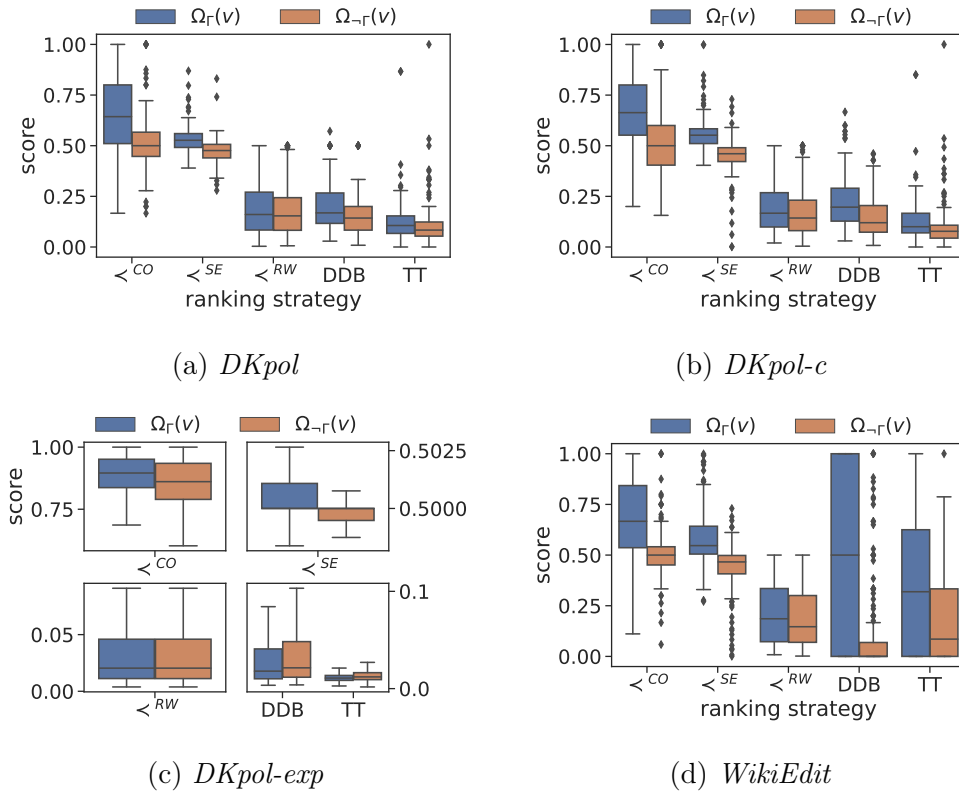 Ω_Γ(v) Ω_¬Γ(v)
1.00
0.75
0.50
0.25
0.00
score
≺^CO ≺^SE ≺^RW DDB TT
ranking strategy
(a) DKpol
Ω_Γ(v) Ω_¬Γ(v)
1.00
0.75
0.50
0.25
0.00
score
≺^CO ≺^SE ≺^RW DDB TT
ranking strategy
(b) DKpol-c
Ω_Γ(v) Ω_¬Γ(v)
1.00
0.75
score
≺^CO
0.5025
0.5000
≺^SE
0.05
0.00
≺^RW
0.1
0.0
DDB TT
(c) DKpol-exp
Ω_Γ(v) Ω_¬Γ(v)
1.00
0.75
0.50
0.25
0.00
score
≺^CO ≺^SE ≺^RW DDB TT
ranking strategy
(d) WikiEdit